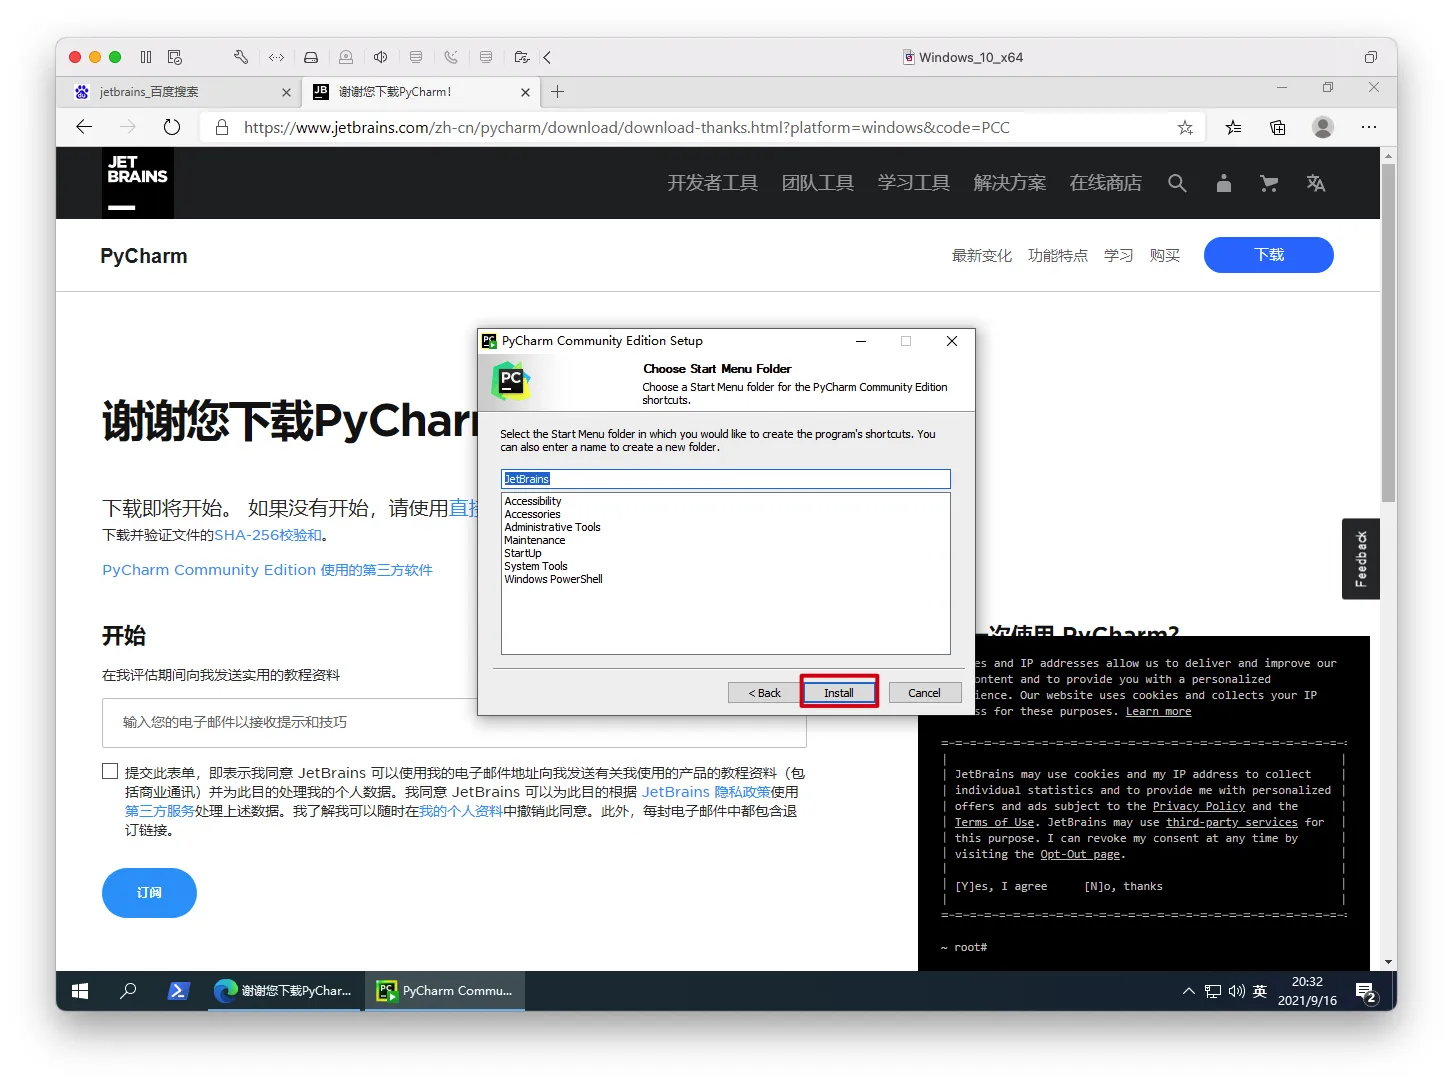 Windows_10_x64
jetbrains_百度搜索
JB
谢谢您下载PyCharm!
https://www.jetbrains.com/zh-cn/pycharm/download/download-thanks.html?platform=windows&code=PCC
JET
BRAINS
开发者工具 团队工具 学习工具 解决方案 在线商店
PyCharm
最新变化 功能特点 学习 购买 下载
谢谢您下载PyCharm
下载即将开始。 如果没有开始，请使用直接
下载并验证文件的SHA-256校验和。
PyCharm Community Edition 使用的第三方软件
开始
在我评估期间向我发送实用的教程资料
输入您的电子邮件以接收提示和技巧
提交此表单，即表示我同意 JetBrains 可以使用我的电子邮件地址向我发送有关我使用的产品的教程资料（包
括商业通讯）并为此目的处理我的个人数据。我同意 JetBrains 可以为此目的根据 JetBrains 隐私政策使用
第三方服务处理上述数据。我了解我可以随时在我的个人资料中撤销此同意。此外，每封电子邮件中都包含退
订链接。
订阅
PC PyCharm Community Edition Setup
PC
Choose Start Menu Folder
Choose a Start Menu folder for the PyCharm Community Edition
shortcuts.
Select the Start Menu folder in which you would like to create the program's shortcuts. You
can also enter a name to create a new folder.
JetBrains
Accessibility
Accessories
Administrative Tools
Maintenance
StartUp
System Tools
Windows PowerShell
< Back Install Cancel
Feedback
次使用 PyCharm?
es and IP addresses allow us to deliver and improve our
ontent and to provide you with a personalized
ience. Our website uses cookies and collects your IP
ss for these purposes. Learn more
=-=-=-=-=-=-=-=-=-=-=-=-=-=-=-=-=-=-=-=-=-=-=-=-=-=-=-=-=
JetBrains may use cookies and my IP address to collect
individual statistics and to provide me with personalized
offers and ads subject to the Privacy Policy and the
Terms of Use. JetBrains may use third-party services for
this purpose. I can revoke my consent at any time by
visiting the Opt-Out page.
[Y]es, I agree [N]o, thanks
=-=-=-=-=-=-=-=-=-=-=-=-=-=-=-=-=-=-=-=-=-=-=-=-=-=-=-=-=
~ root#
谢谢您下载PyChar...
PC PyCharm Commu...
英
20:32
2021/9/16
2